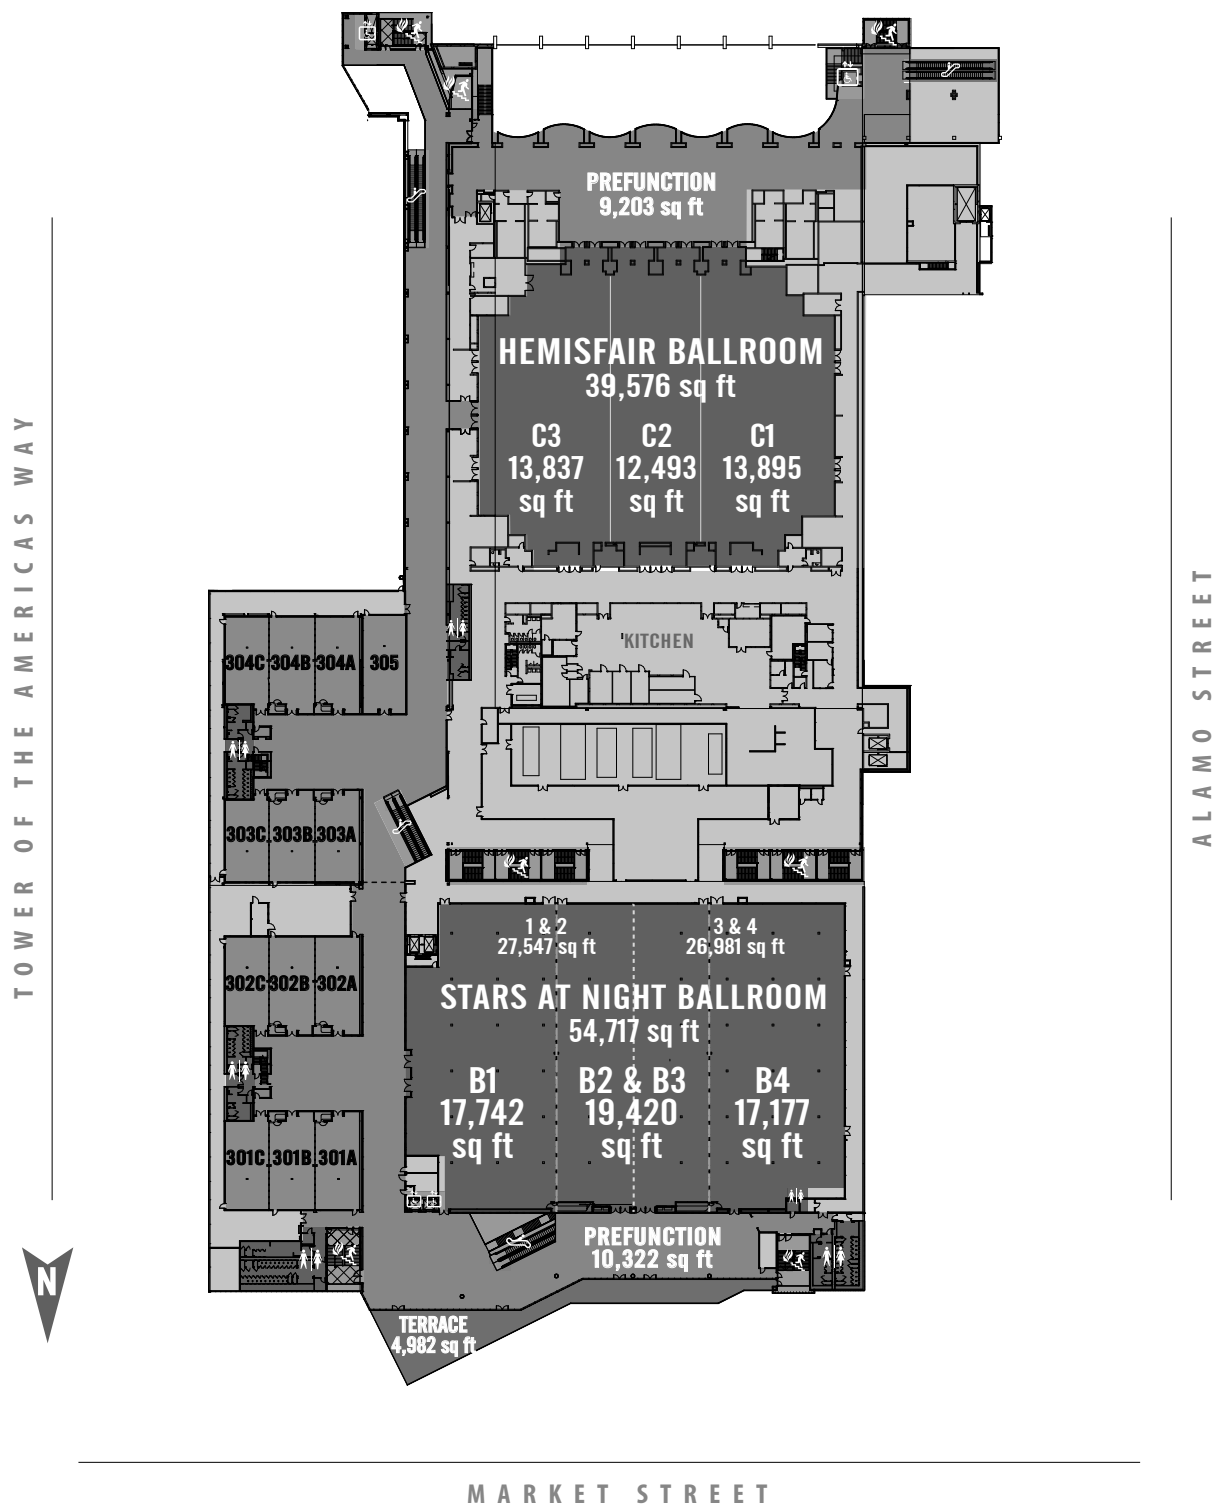 PREFUNCTION
9,203 sq ft
HEMISFAIR BALLROOM
39,576 sq ft
C3
13,837
sq ft
C2
12,493
sq ft
C1
13,895
sq ft
KITCHEN
304C 304B 304A 305
303C 303B 303A
302C 302B 302A
301C 301B 301A
1 & 2
27,547 sq ft
3 & 4
26,981 sq ft
STARS AT NIGHT BALLROOM
54,717 sq ft
B1
17,742
sq ft
B2 & B3
19,420
sq ft
B4
17,177
sq ft
PREFUNCTION
10,322 sq ft
TERRACE
4,982 sq ft
TOWER OF THE AMERICAS WAY
ALAMO STREET
N
MARKET STREET